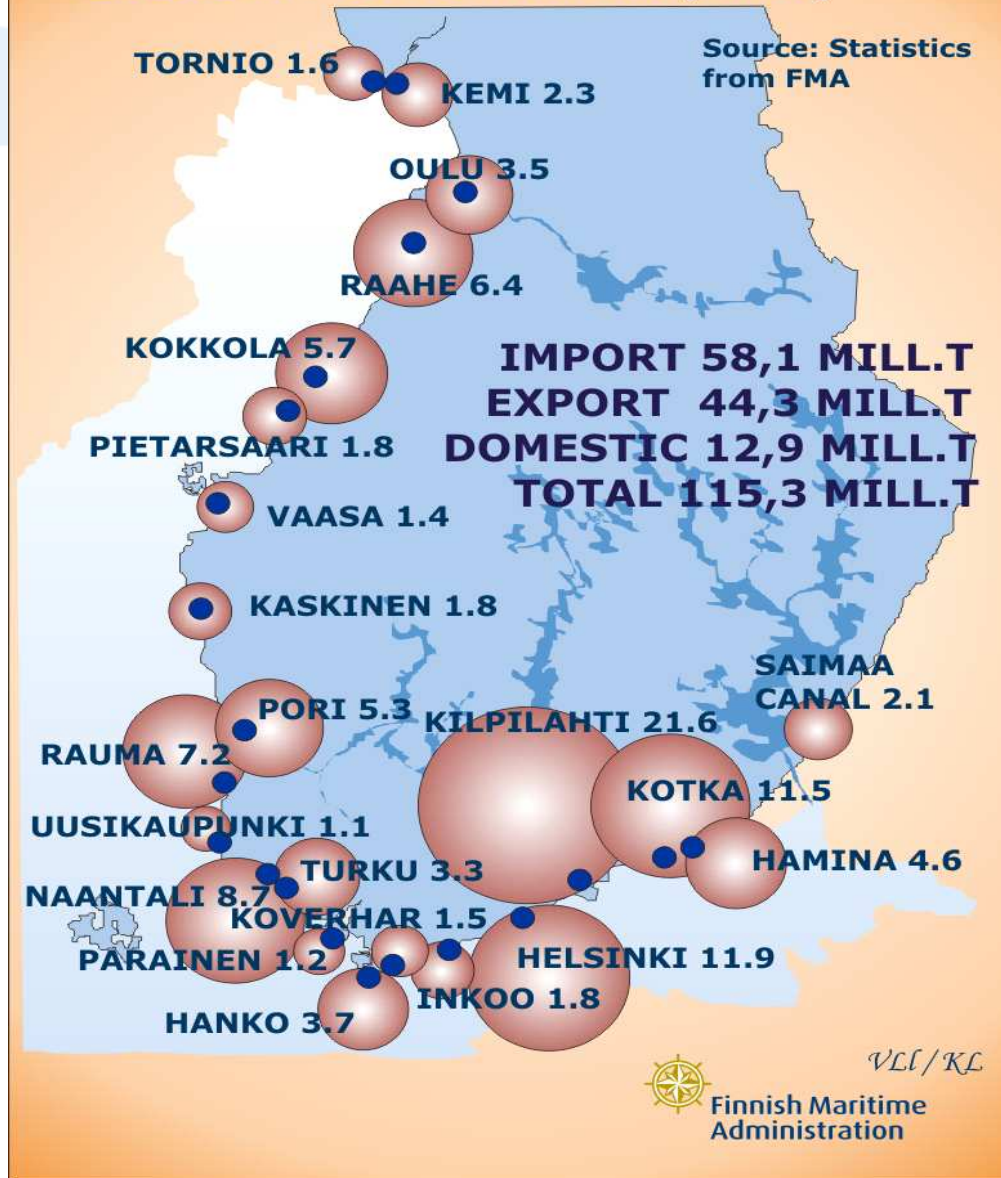 Source: Statistics
from FMA
TORNIO 1.6
KEMI 2.3
OULU 3.5
RAAHE 6.4
KOKKOLA 5.7
PIETARSAARI 1.8
IMPORT 58,1 MILL.T
EXPORT 44,3 MILL.T
DOMESTIC 12,9 MILL.T
TOTAL 115,3 MILL.T
VAASA 1.4
KASKINEN 1.8
SAIMAA
CANAL 2.1
PORI 5.3
KILPILAHTI 21.6
RAUMA 7.2
KOTKA 11.5
UUSIKAUPUNKI 1.1
TURKU 3.3
HAMINA 4.6
NAANTALI 8.7
KOVERHAR 1.5
PARAINEN 1.2
HELSINKI 11.9
INKOO 1.8
HANKO 3.7
VLl / KL
Finnish Maritime
Administration